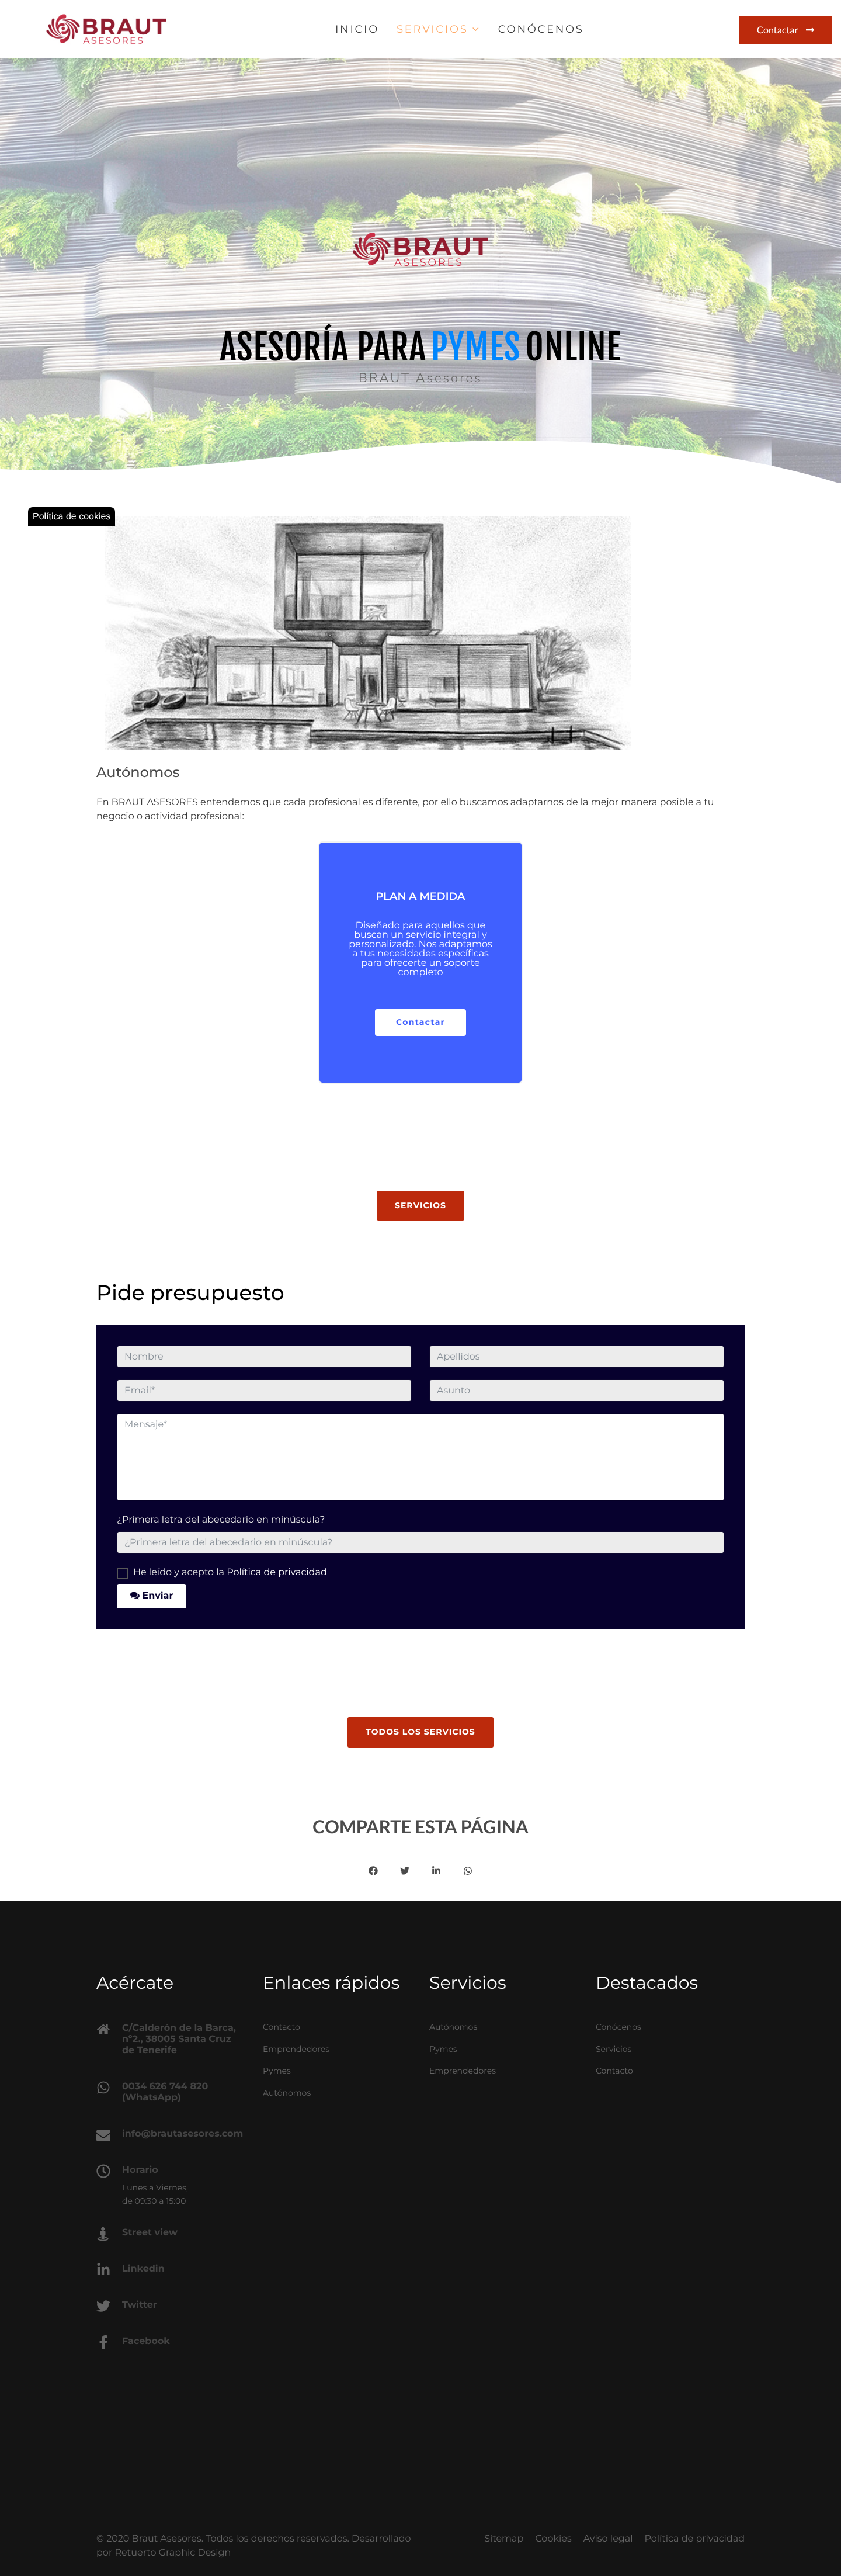 BRAUT
ASESORES
INICIO
SERVICIOS
CONÓCENOS
Contactar
BRAUT
ASESORES
ASESORÍA PARA PYMES ONLINE
BRAUT Asesores
Política de cookies
Autónomos
En BRAUT ASESORES entendemos que cada profesional es diferente, por ello buscamos adaptarnos de la mejor manera posible a tu
negocio o actividad profesional:
PLAN A MEDIDA
Diseñado para aquellos que
buscan un servicio integral y
personalizado. Nos adaptamos
a tus necesidades específicas
para ofrecerte un soporte
completo
Contactar
SERVICIOS
Pide presupuesto
Nombre
Apellidos
Email*
Asunto
Mensaje*
¿Primera letra del abecedario en minúscula?
¿Primera letra del abecedario en minúscula?
He leído y acepto la Política de privacidad
Enviar
TODOS LOS SERVICIOS
COMPARTE ESTA PÁGINA
Acércate
C/Calderón de la Barca,
nº2., 38005 Santa Cruz
de Tenerife
0034 626 744 820
(WhatsApp)
info@brautasesores.com
Horario
Lunes a Viernes,
de 09:30 a 15:00
Street view
Linkedin
Twitter
Facebook
Enlaces rápidos
Contacto
Emprendedores
Pymes
Autónomos
Servicios
Autónomos
Pymes
Emprendedores
Destacados
Conócenos
Servicios
Contacto
© 2020 Braut Asesores. Todos los derechos reservados. Desarrollado
por Retuerto Graphic Design
Sitemap
Cookies
Aviso legal
Política de privacidad